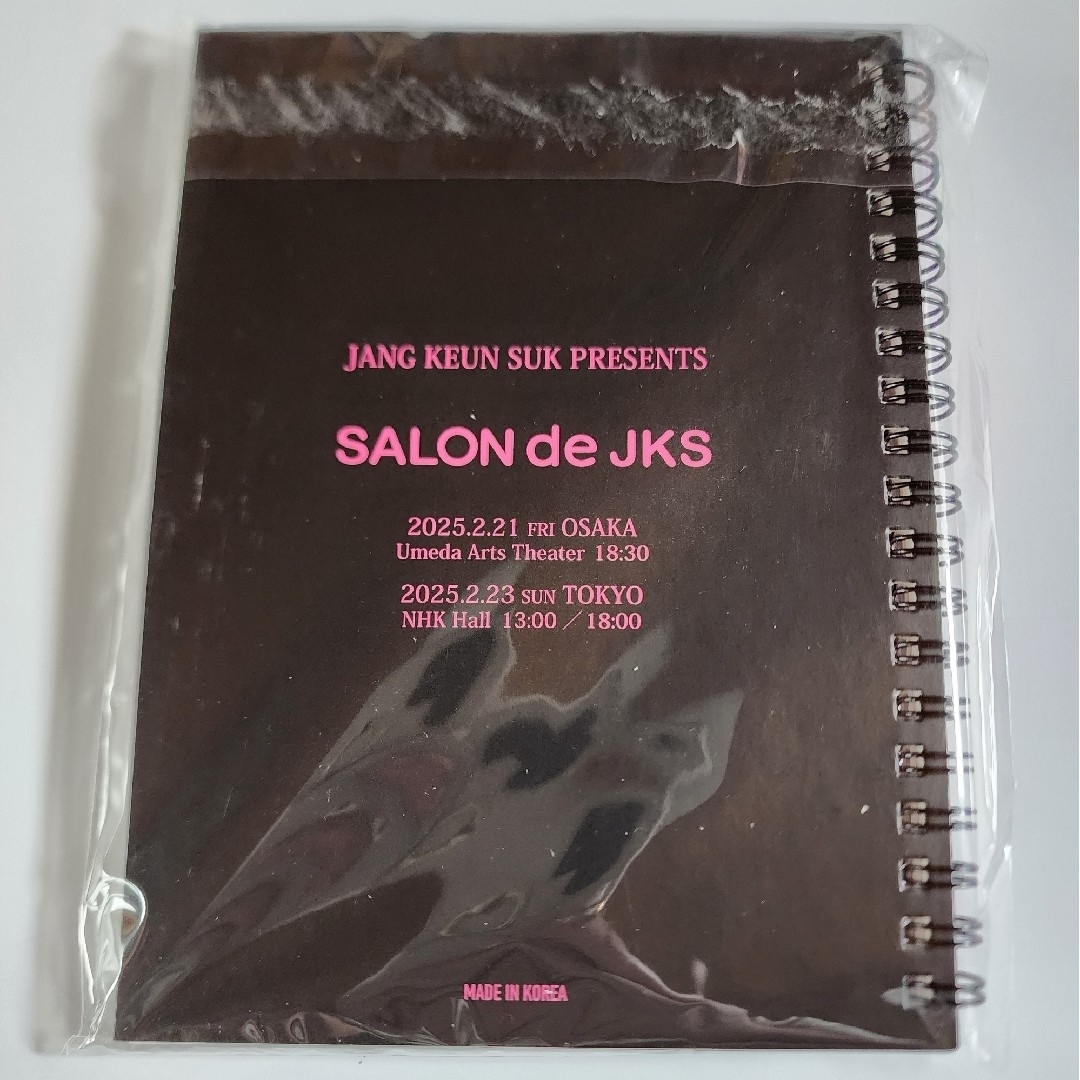 JANG KEUN SUK PRESENTS
SALON de JKS
2025.2.21 FRI OSAKA
Umeda Arts Theater 18:30
2025.2.23 SUN TOKYO
NHK Hall 13:00 ／ 18:00
MADE IN KOREA